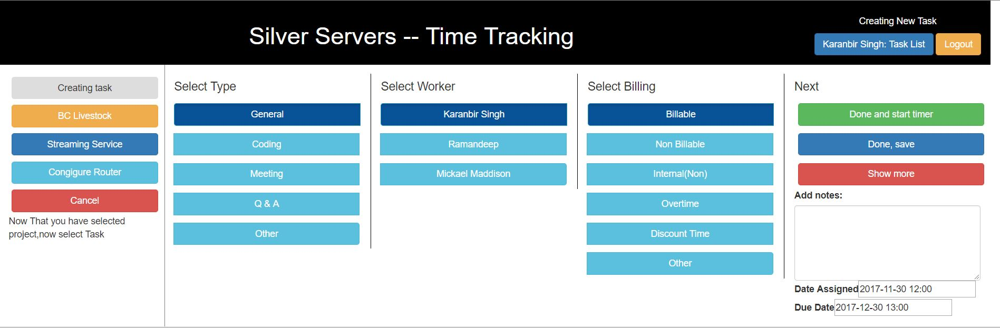 Silver Servers -- Time Tracking
Creating New Task
Karanbir Singh: Task List
Logout
Creating task
BC Livestock
Streaming Service
Congigure Router
Cancel
Now That you have selected
project,now select Task
Select Type
General
Coding
Meeting
Q & A
Other
Select Worker
Karanbir Singh
Ramandeep
Mickael Maddison
Select Billing
Billable
Non Billable
Internal(Non)
Overtime
Discount Time
Other
Next
Done and start timer
Done, save
Show more
Add notes:
Date Assigned 2017-11-30 12:00
Due Date 2017-12-30 13:00